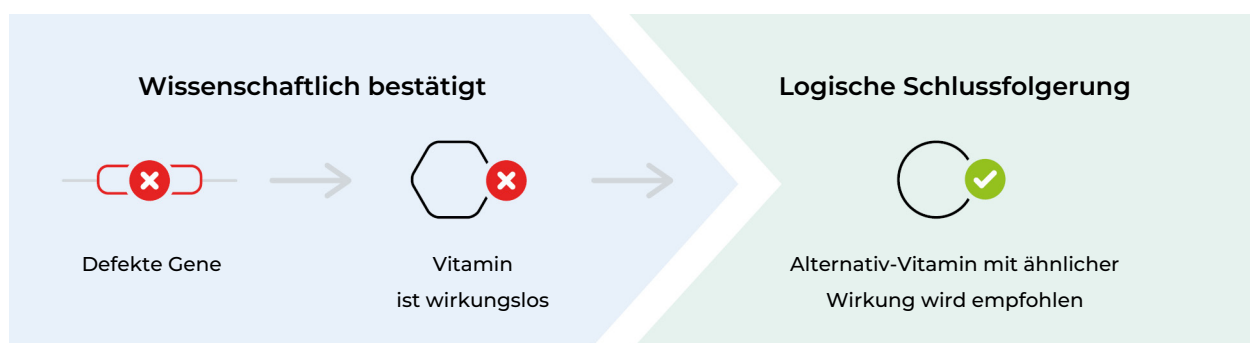 Wissenschaftlich bestätigt
Defekte Gene
Vitamin
ist wirkungslos
Logische Schlussfolgerung
Alternativ-Vitamin mit ähnlicher
Wirkung wird empfohlen